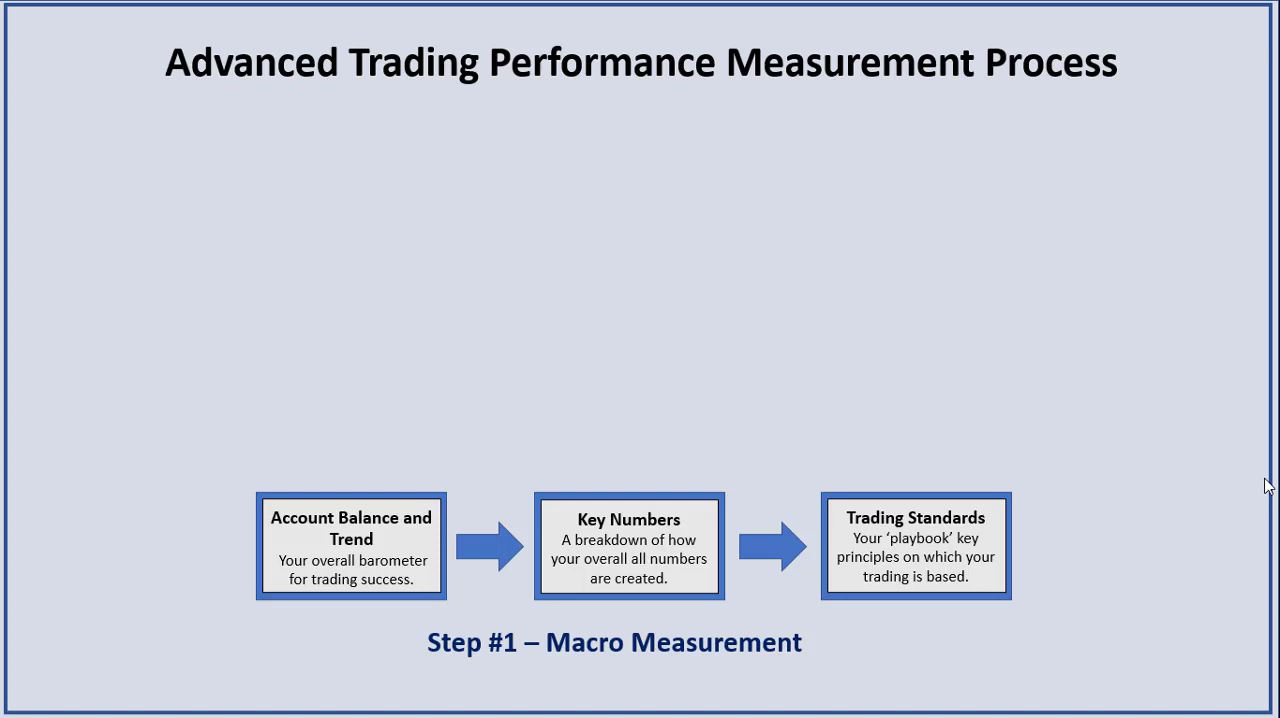 Advanced Trading Performance Measurement Process
Account Balance and
Trend
Your overall barometer
for trading success.
Key Numbers
A breakdown of how
your overall all numbers
are created.
Trading Standards
Your ‘playbook’ key
principles on which your
trading is based.
Step #1 – Macro Measurement